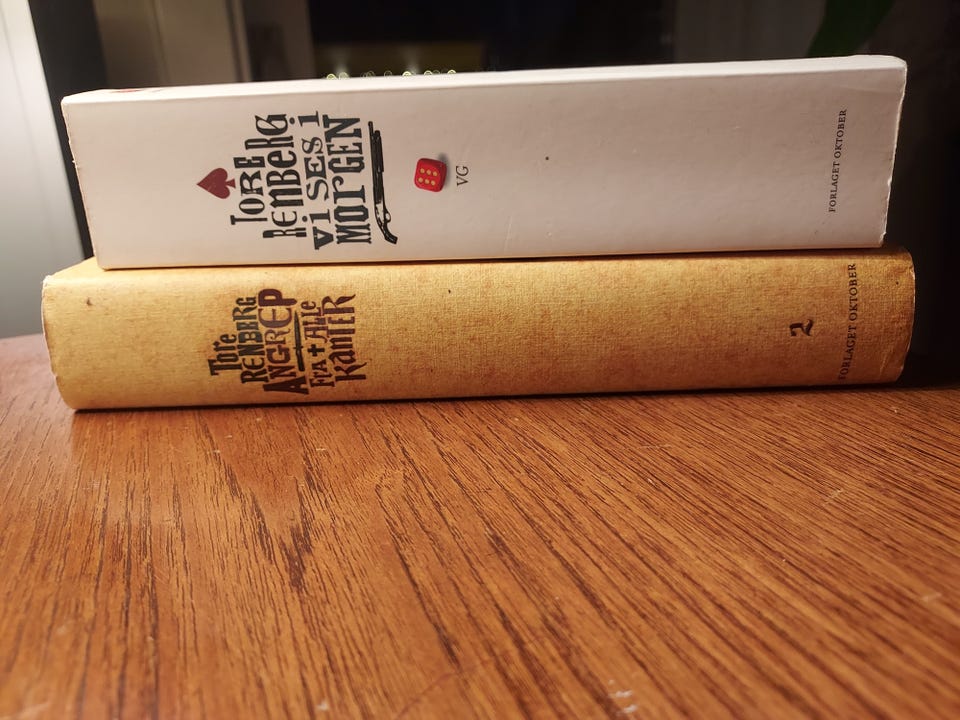 TORE
RENBERG
Vi SES i
MORGEN
VG
FORLAGET OKTOBER
Tore
RENBERG
ANGREP
FRA ALLE
KANTER
2
FORLAGET OKTOBER